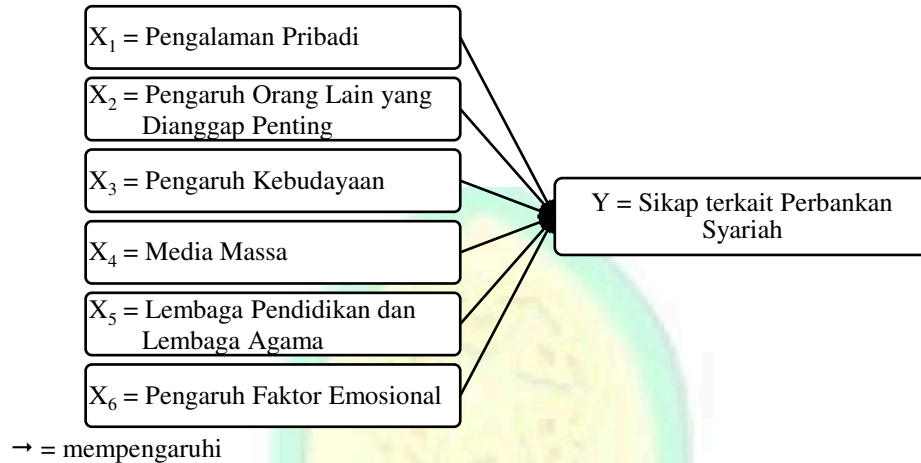 X₁ = Pengalaman Pribadi
X₂ = Pengaruh Orang Lain yang
Dianggap Penting
X₃ = Pengaruh Kebudayaan
X₄ = Media Massa
X₅ = Lembaga Pendidikan dan
Lembaga Agama
X₆ = Pengaruh Faktor Emosional
Y = Sikap terkait Perbankan
Syariah
→ = mempengaruhi